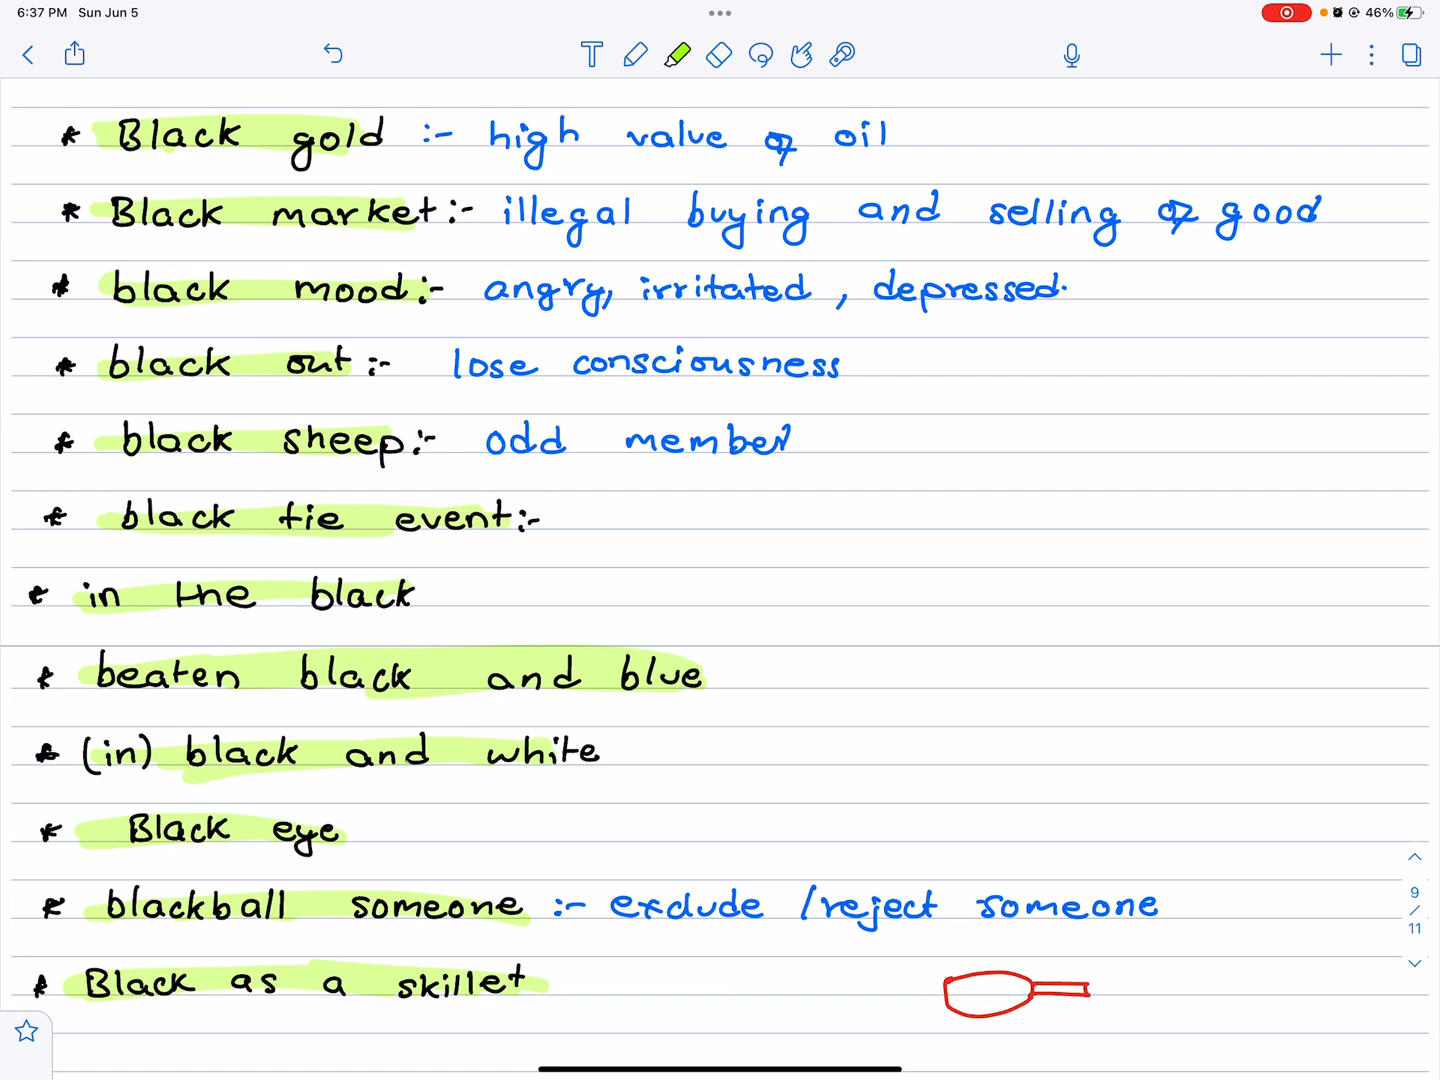 6:37 PM Sun Jun 5
46%
* Black gold :- high value of oil
* Black market :- illegal buying and selling of good
* black mood :- angry, irritated, depressed.
* black out :- lose consciousness
* black sheep :- odd member
* black tie event :-
* in the black
* beaten black and blue
* (in) black and white
* Black eye
* blackball someone :- exclude / reject someone
* Black as a skillet
9
/
11